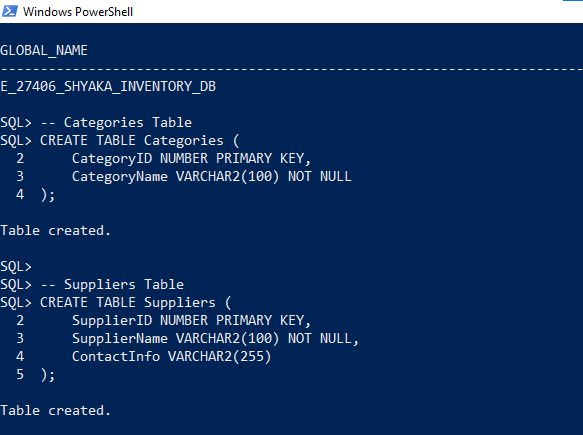 Windows PowerShell
GLOBAL_NAME
--------------------------------------------------------------------------------
E_27406_SHYAKA_INVENTORY_DB
SQL> -- Categories Table
SQL> CREATE TABLE Categories (
  2      CategoryID NUMBER PRIMARY KEY,
  3      CategoryName VARCHAR2(100) NOT NULL
  4  );
Table created.
SQL>
SQL> -- Suppliers Table
SQL> CREATE TABLE Suppliers (
  2      SupplierID NUMBER PRIMARY KEY,
  3      SupplierName VARCHAR2(100) NOT NULL,
  4      ContactInfo VARCHAR2(255)
  5  );
Table created.